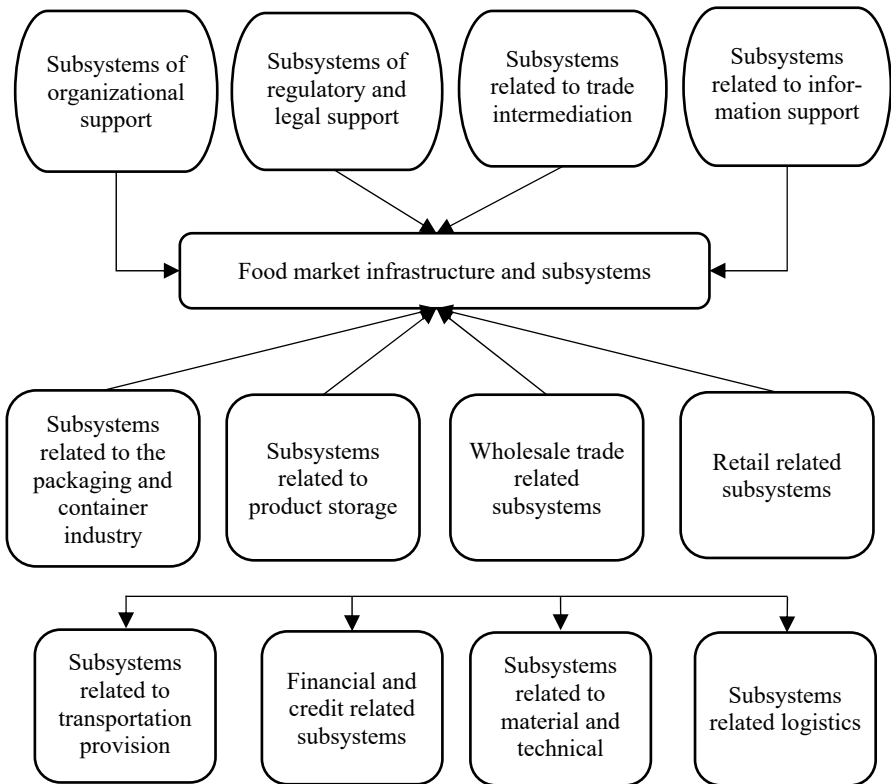 Subsystems of
organizational
support
Subsystems of
regulatory and
legal support
Subsystems
related to trade
intermediation
Subsystems
related to infor-
mation support
Food market infrastructure and subsystems
Subsystems
related to the
packaging and
container
industry
Subsystems
related to
product storage
Wholesale trade
related
subsystems
Retail related
subsystems
Subsystems
related to
transportation
provision
Financial and
credit related
subsystems
Subsystems
related to
material and
technical
Subsystems
related logistics